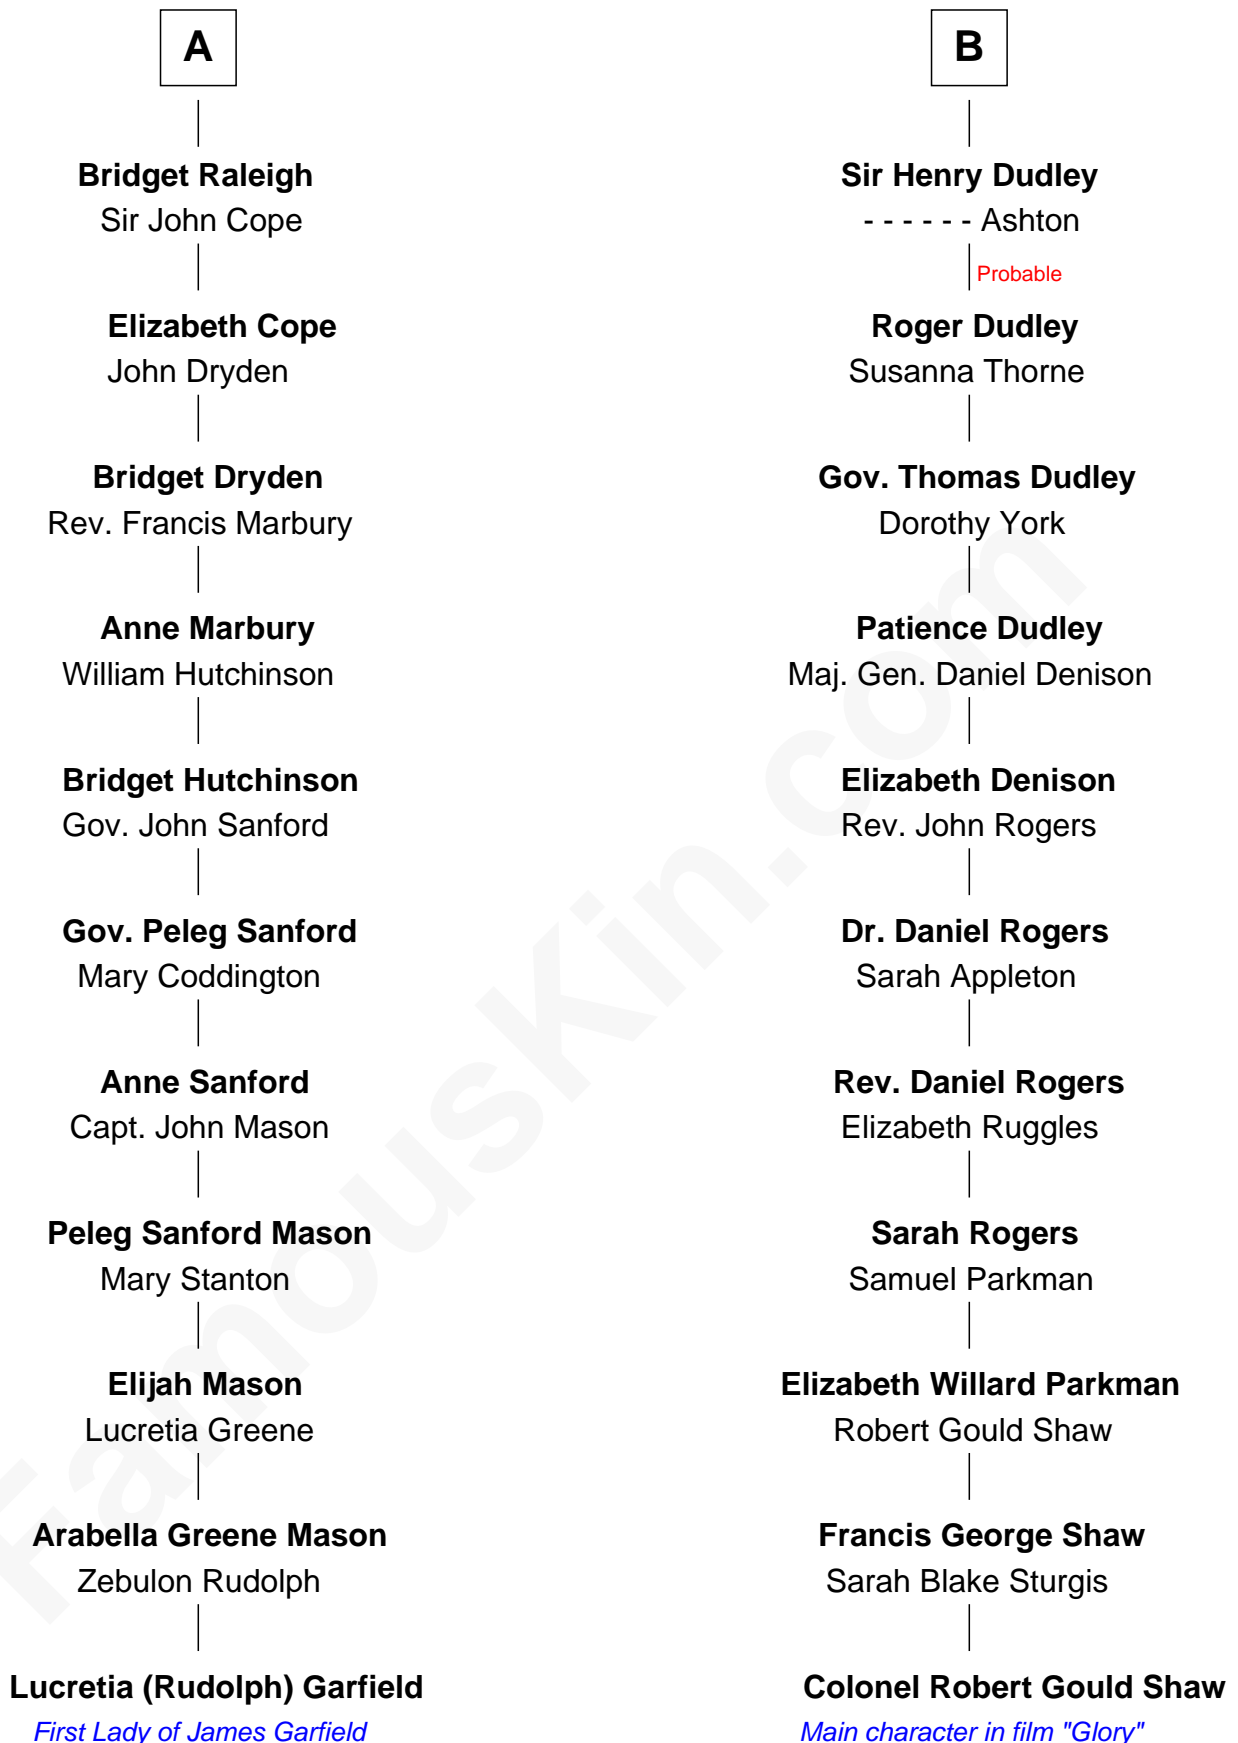 A
Bridget Raleigh
Sir John Cope
Elizabeth Cope
John Dryden
Bridget Dryden
Rev. Francis Marbury
Anne Marbury
William Hutchinson
Bridget Hutchinson
Gov. John Sanford
Gov. Peleg Sanford
Mary Coddington
Anne Sanford
Capt. John Mason
Peleg Sanford Mason
Mary Stanton
Elijah Mason
Lucretia Greene
Arabella Greene Mason
Zebulon Rudolph
Lucretia (Rudolph) Garfield
First Lady of James Garfield
B
Sir Henry Dudley
- - - - - - Ashton
Probable
Roger Dudley
Susanna Thorne
Gov. Thomas Dudley
Dorothy York
Patience Dudley
Maj. Gen. Daniel Denison
Elizabeth Denison
Rev. John Rogers
Dr. Daniel Rogers
Sarah Appleton
Rev. Daniel Rogers
Elizabeth Ruggles
Sarah Rogers
Samuel Parkman
Elizabeth Willard Parkman
Robert Gould Shaw
Francis George Shaw
Sarah Blake Sturgis
Colonel Robert Gould Shaw
Main character in film "Glory"
FamousKin.com